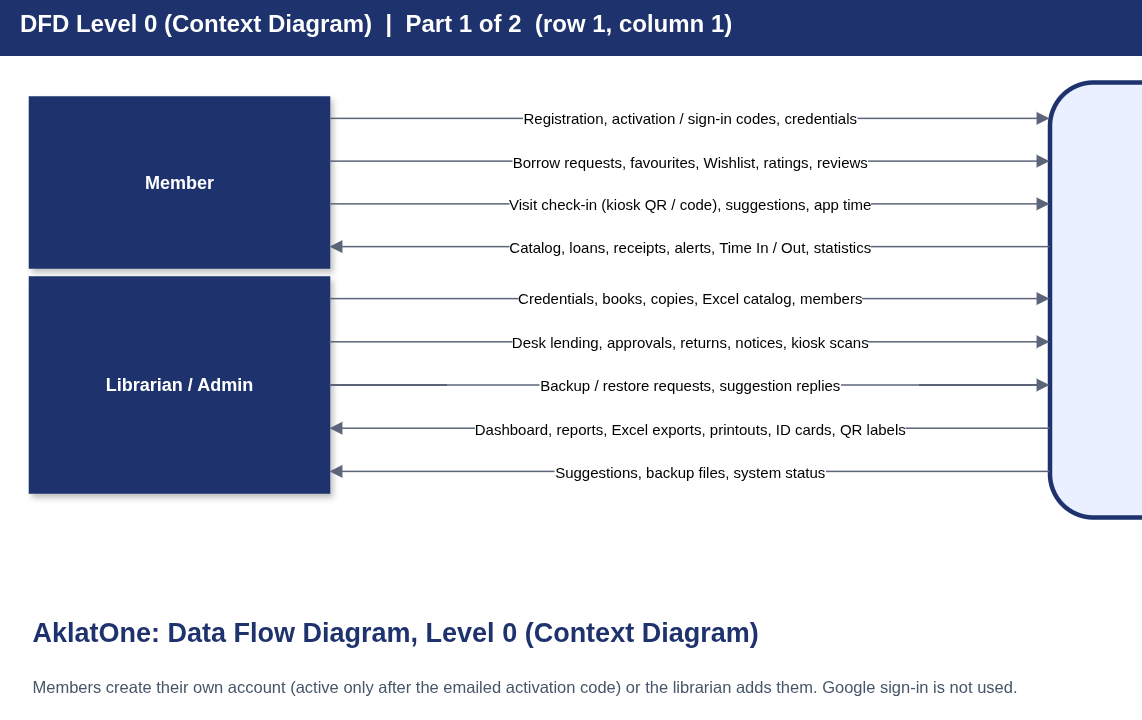 DFD Level 0 (Context Diagram)  |  Part 1 of 2  (row 1, column 1)
Member
Registration, activation / sign-in codes, credentials
Borrow requests, favourites, Wishlist, ratings, reviews
Visit check-in (kiosk QR / code), suggestions, app time
Catalog, loans, receipts, alerts, Time In / Out, statistics
Librarian / Admin
Credentials, books, copies, Excel catalog, members
Desk lending, approvals, returns, notices, kiosk scans
Backup / restore requests, suggestion replies
Dashboard, reports, Excel exports, printouts, ID cards, QR labels
Suggestions, backup files, system status
AklatOne: Data Flow Diagram, Level 0 (Context Diagram)
Members create their own account (active only after the emailed activation code) or the librarian adds them. Google sign-in is not used.